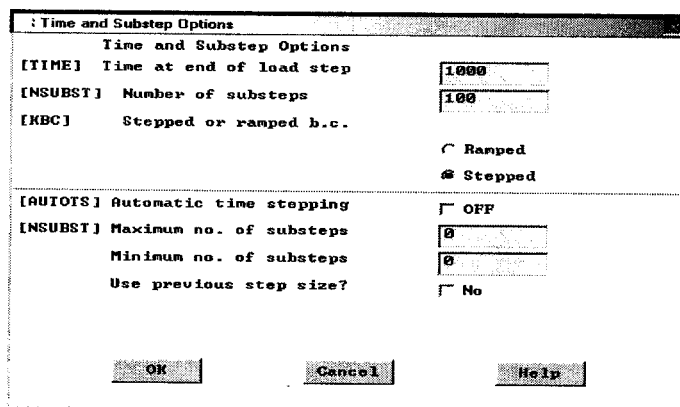 : Time and Substep Options
Time and Substep Options
[TIME] Time at end of load step 1000
[NSUBST] Number of substeps 100
[KBC] Stepped or ramped b.c.
Ramped
Stepped
[AUTOTS] Automatic time stepping OFF
[NSUBST] Maximum no. of substeps 0
Minimum no. of substeps 0
Use previous step size? No
OK Cancel Help